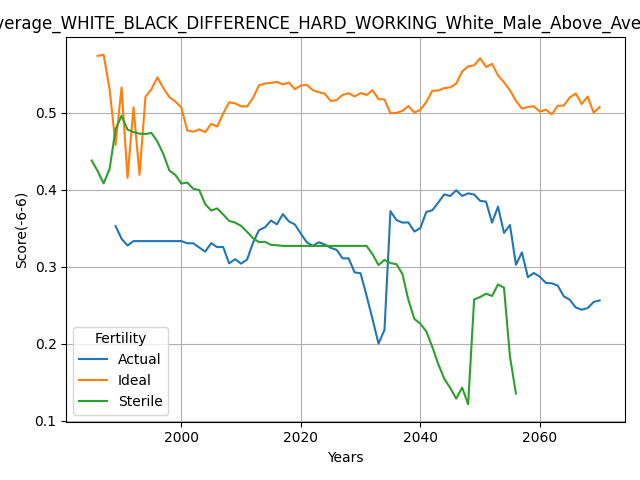 verage_WHITE_BLACK_DIFFERENCE_HARD_WORKING_White_Male_Above_Ave
Score(-6-6)
0.5
0.4
0.3
0.2
0.1
Fertility
Actual
Ideal
Sterile
2000 2020 2040 2060
Years